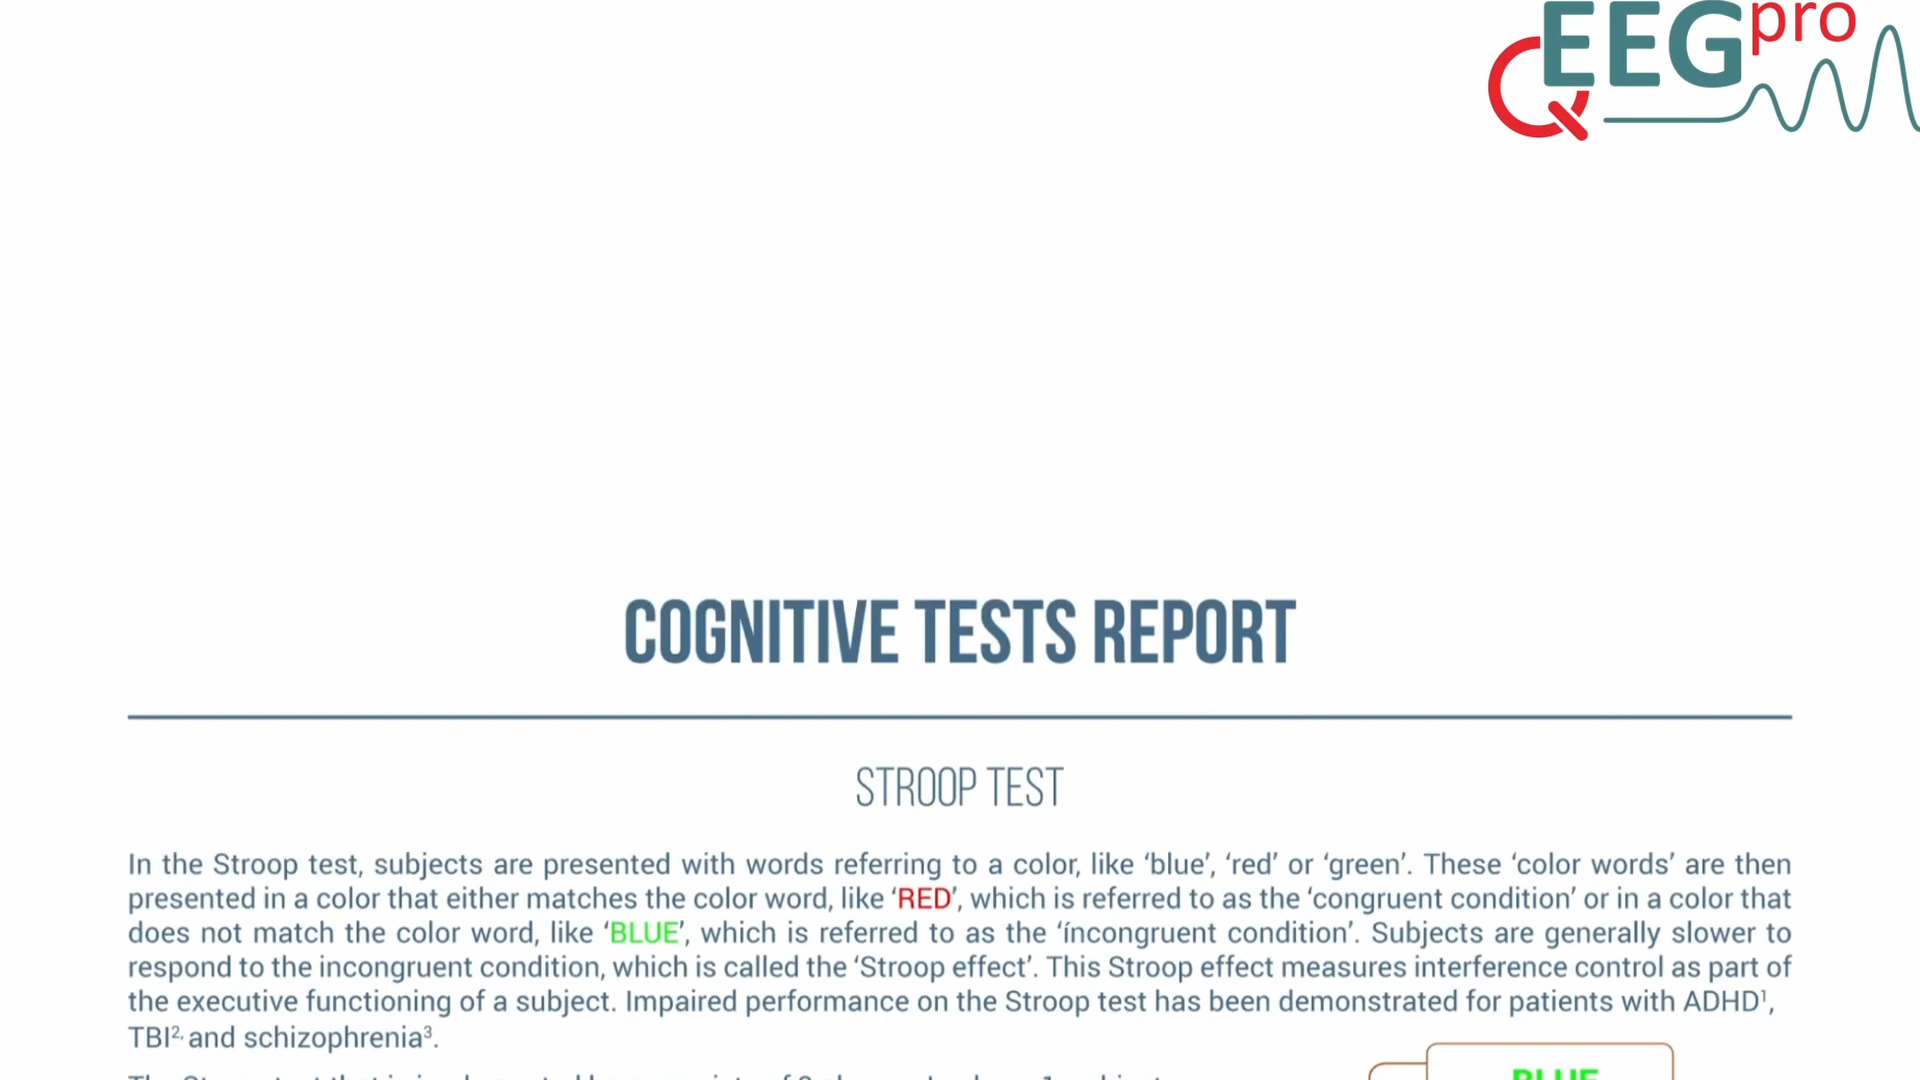 QEEGpro
COGNITIVE TESTS REPORT
STROOP TEST
In the Stroop test, subjects are presented with words referring to a color, like ‘blue’, ‘red’ or ‘green’. These ‘color words’ are then
presented in a color that either matches the color word, like ‘RED’, which is referred to as the ‘congruent condition’ or in a color that
does not match the color word, like ‘BLUE’, which is referred to as the ‘íncongruent condition’. Subjects are generally slower to
respond to the incongruent condition, which is called the ‘Stroop effect’. This Stroop effect measures interference control as part of
the executive functioning of a subject. Impaired performance on the Stroop test has been demonstrated for patients with ADHD¹,
TBI²,and schizophrenia³.
BLUE